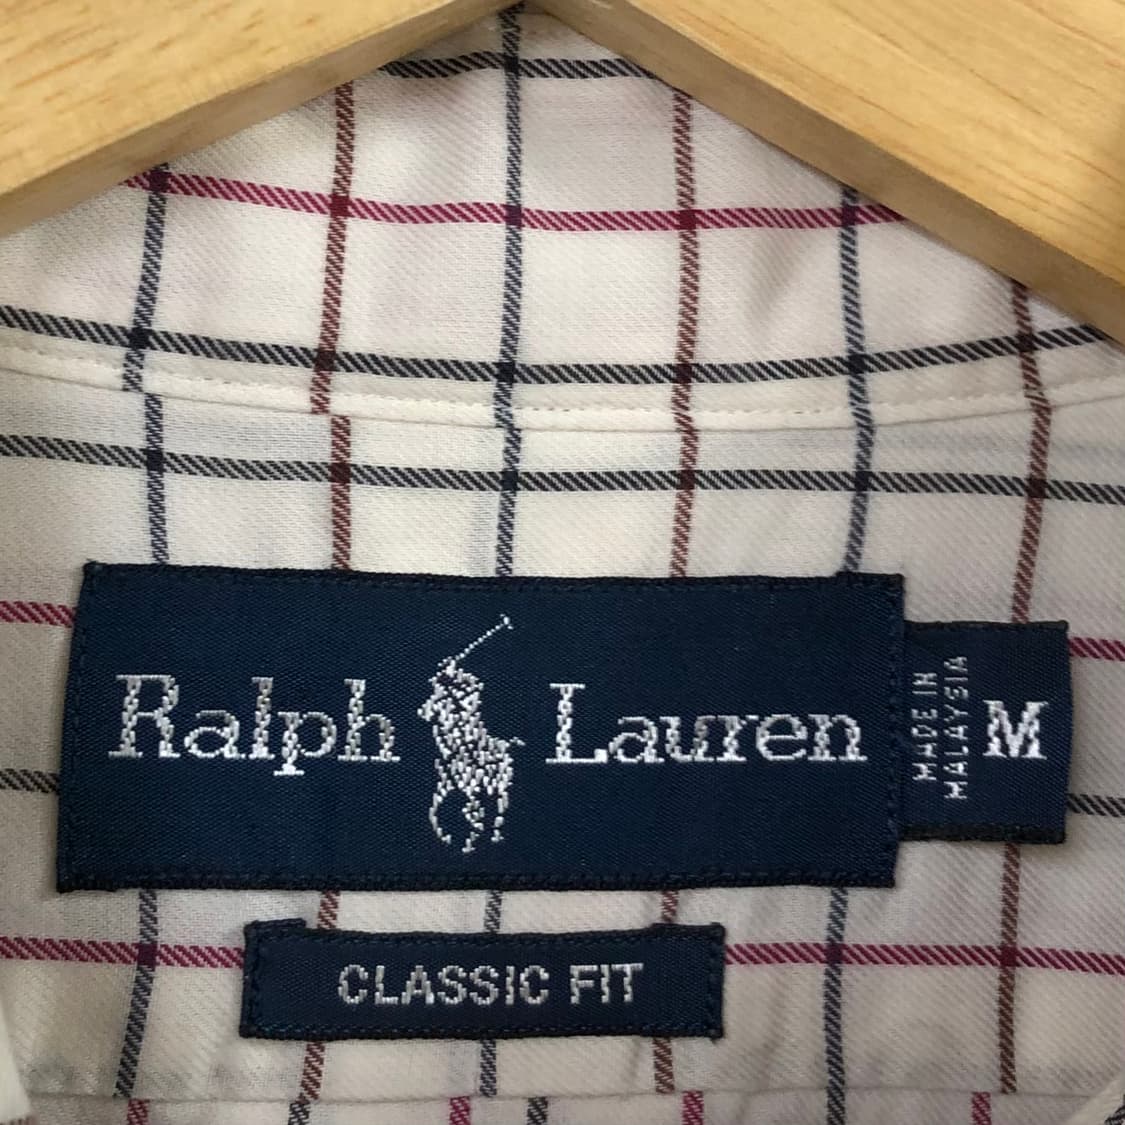 Ralph Lauren
MADE IN
MALAYSIA
M
CLASSIC FIT